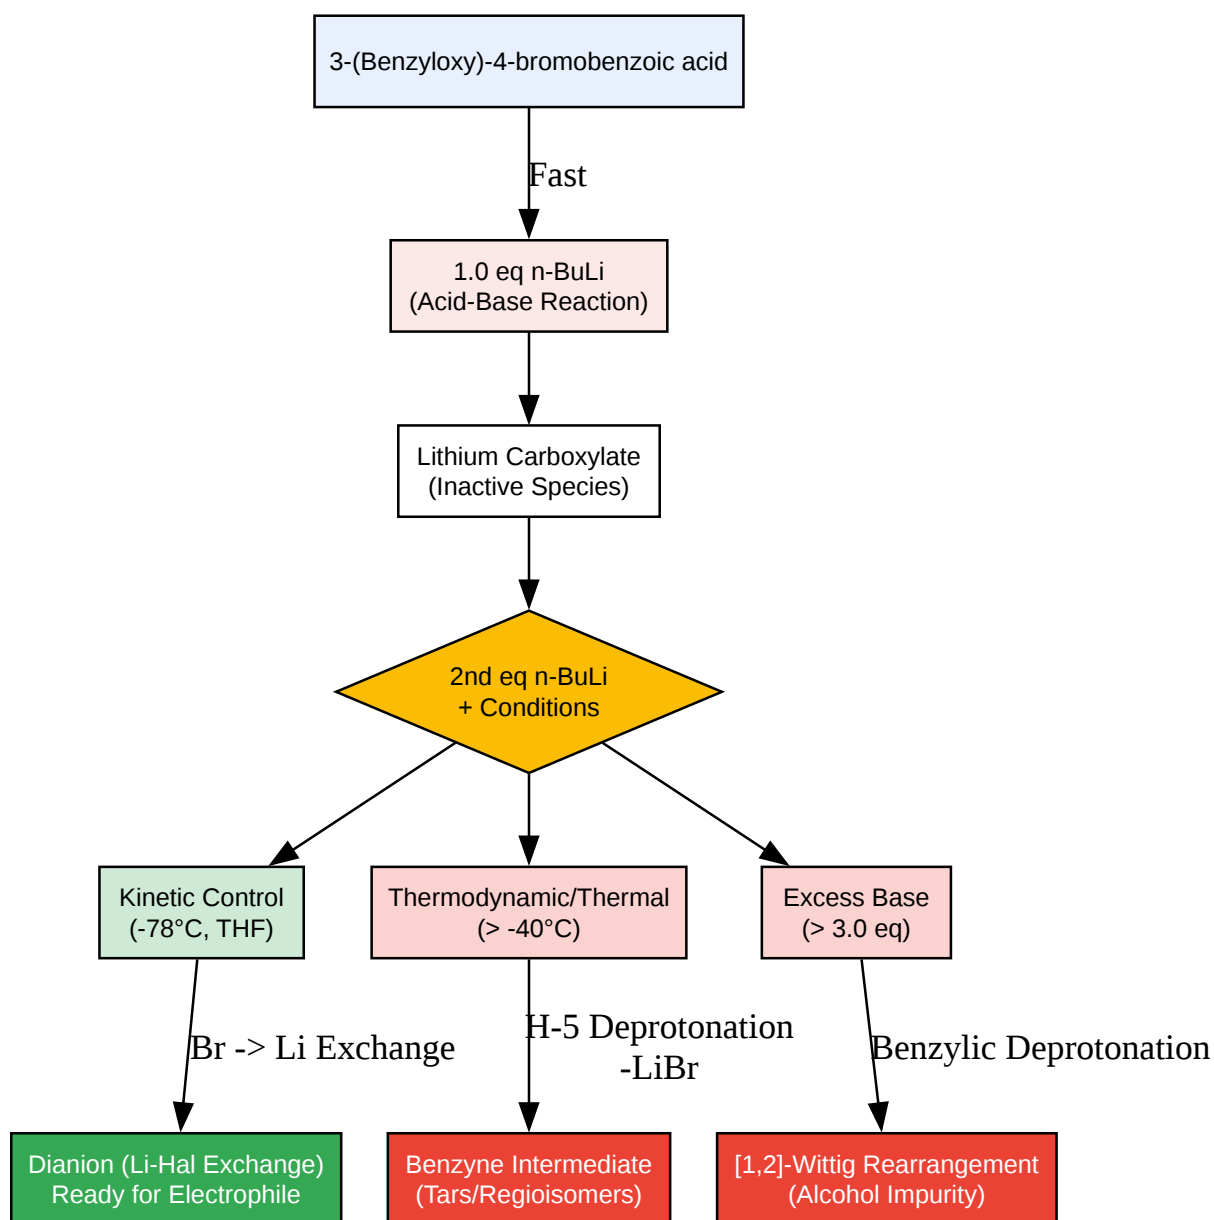 3-(Benzyloxy)-4-bromobenzoic acid
Fast
1.0 eq n-BuLi
(Acid-Base Reaction)
Lithium Carboxylate
(Inactive Species)
2nd eq n-BuLi
+ Conditions
Kinetic Control
(-78°C, THF)
Thermodynamic/Thermal
(> -40°C)
Excess Base
(> 3.0 eq)
Br -> Li Exchange
H-5 Deprotonation
-LiBr
Benzylic Deprotonation
Dianion (Li-Hal Exchange)
Ready for Electrophile
Benzyne Intermediate
(Tars/Regioisomers)
[1,2]-Wittig Rearrangement
(Alcohol Impurity)